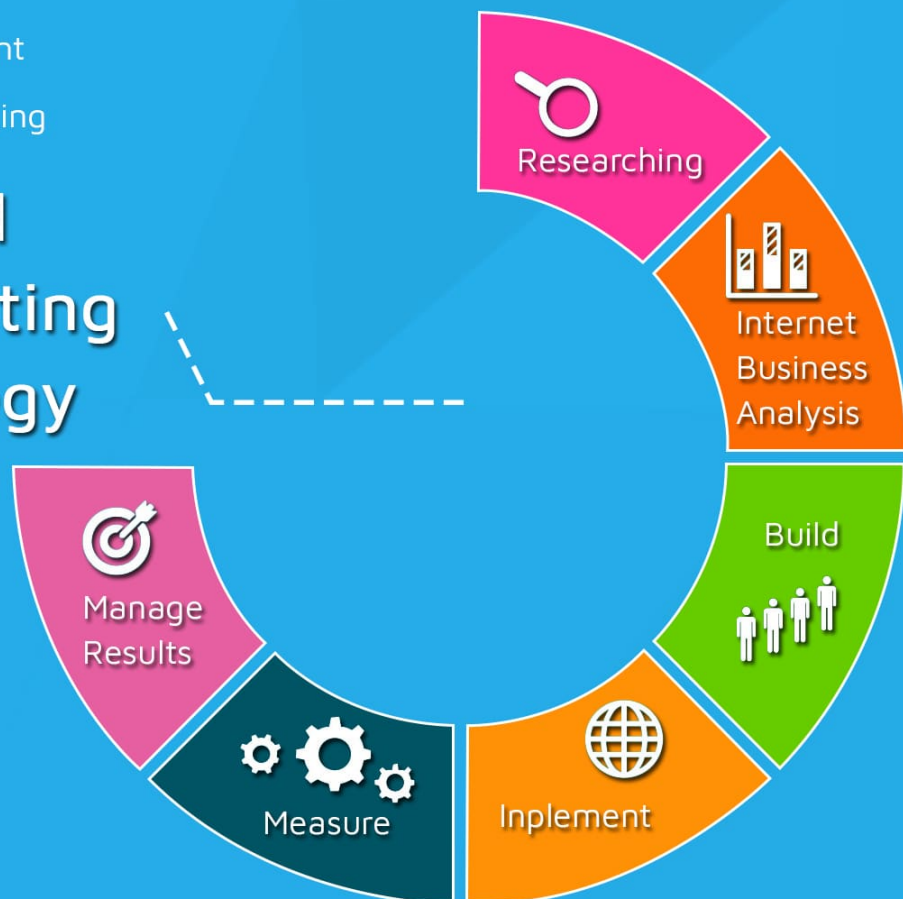 nt
ing
ting
gy
Researching
Internet
Business
Analysis
Build
Inplement
Measure
Manage
Results